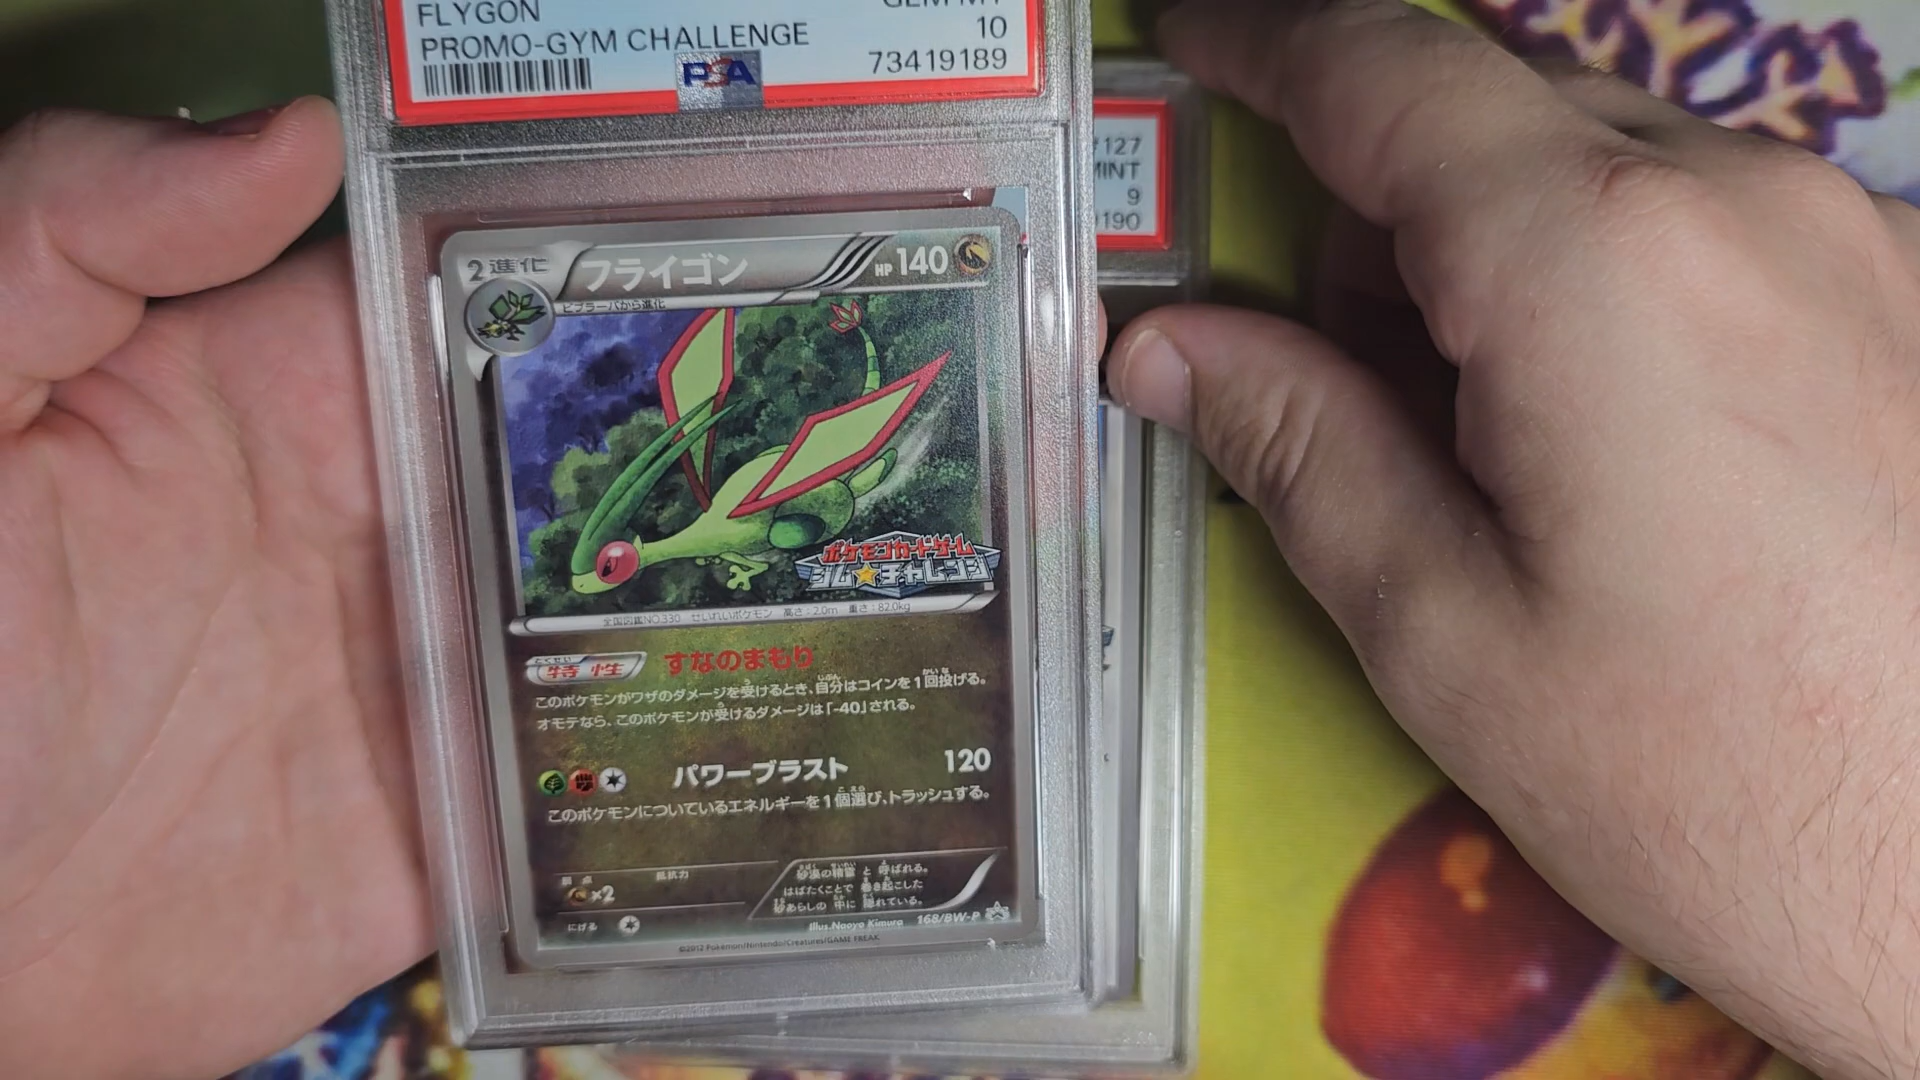 FLYGON
GEM MT
PROMO-GYM CHALLENGE
10
73419189
PSA
#127
MINT
9
190
2進化
フライゴン
HP 140
ビブラーバから進化
ポケモンカードゲーム
ジム★チャレンジ
全国図鑑NO.330 せいれいポケモン 高さ:2.0m 重さ:82.0kg
特性
すなのまもり
このポケモンがワザのダメージを受けるとき、自分はコインを1回投げる。
オモテなら、このポケモンが受けるダメージは「-40」される。
パワーブラスト
120
このポケモンについているエネルギーを1個選び、トラッシュする。
弱点
抵抗力
×2
砂漠の精霊と呼ばれる。
はばたくことで巻き起こした
砂あらしの中に隠れている。
にげる
Illus. Naoyo Kimura 168/BW-P
©2012 Pokémon/Nintendo/Creatures/GAME FREAK.